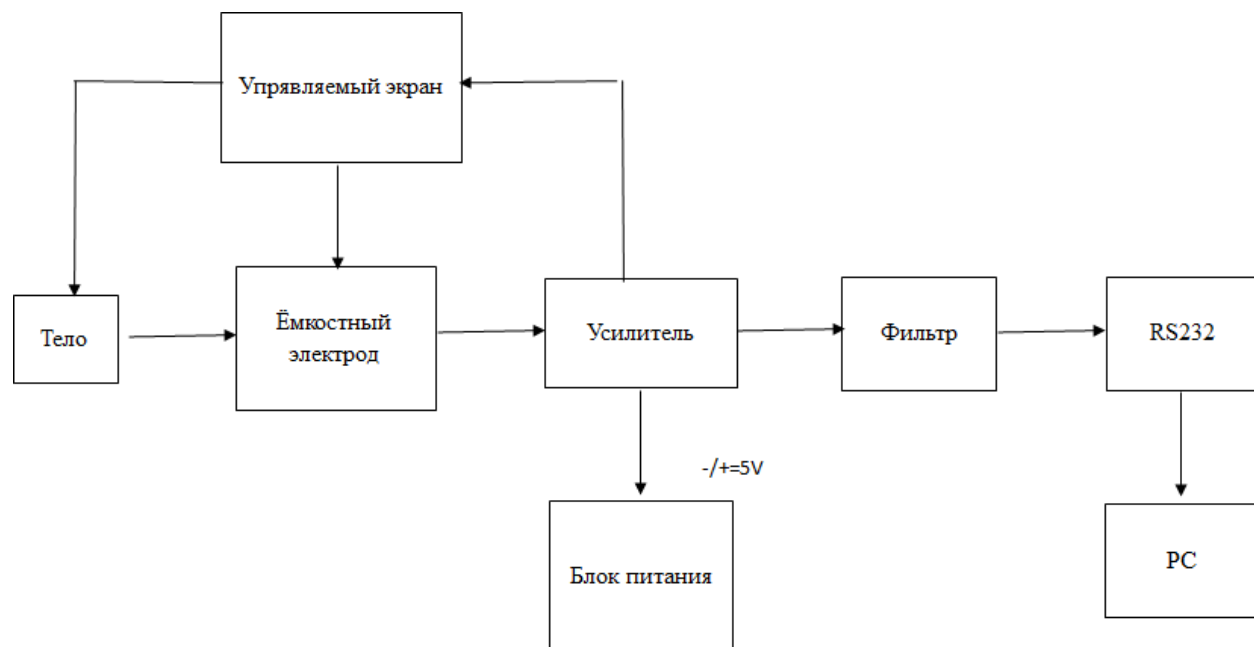 Упрявляемый экран
Тело
Ёмкостный
электрод
Усилитель
Фильтр
RS232
-/+=5V
Блок питания
PC